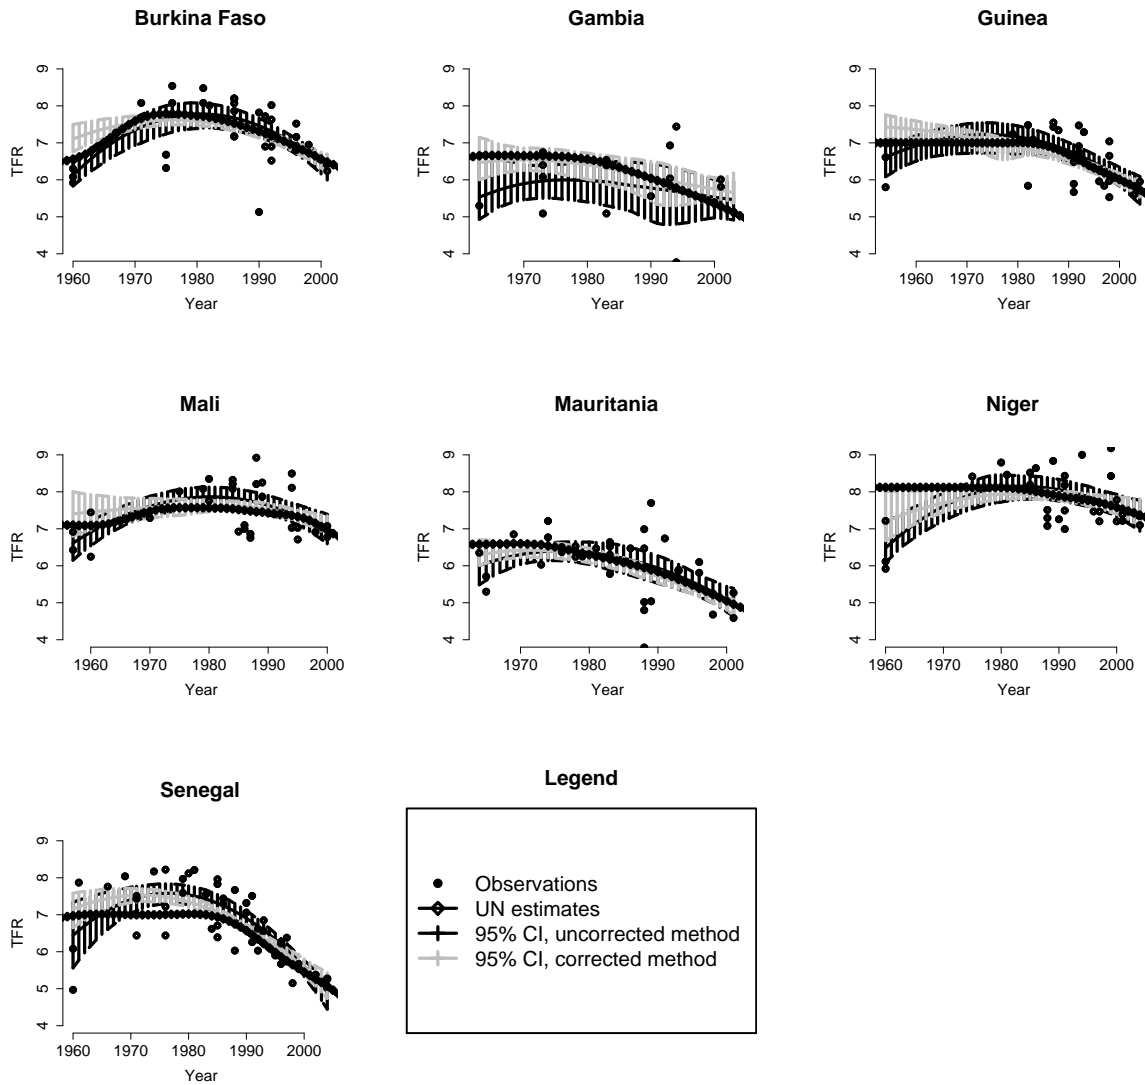 Burkina Faso
9
8
7
6
5
4
TFR
1960 1970 1980 1990 2000
Year
Gambia
9
8
7
6
5
4
TFR
1970 1980 1990 2000
Year
Guinea
9
8
7
6
5
4
TFR
1960 1970 1980 1990 2000
Year
Mali
9
8
7
6
5
4
TFR
1960 1970 1980 1990 2000
Year
Mauritania
9
8
7
6
5
4
TFR
1970 1980 1990 2000
Year
Niger
9
8
7
6
5
4
TFR
1960 1970 1980 1990 2000
Year
Senegal
9
8
7
6
5
4
TFR
1960 1970 1980 1990 2000
Year
Legend
Observations
UN estimates
95% CI, uncorrected method
95% CI, corrected method